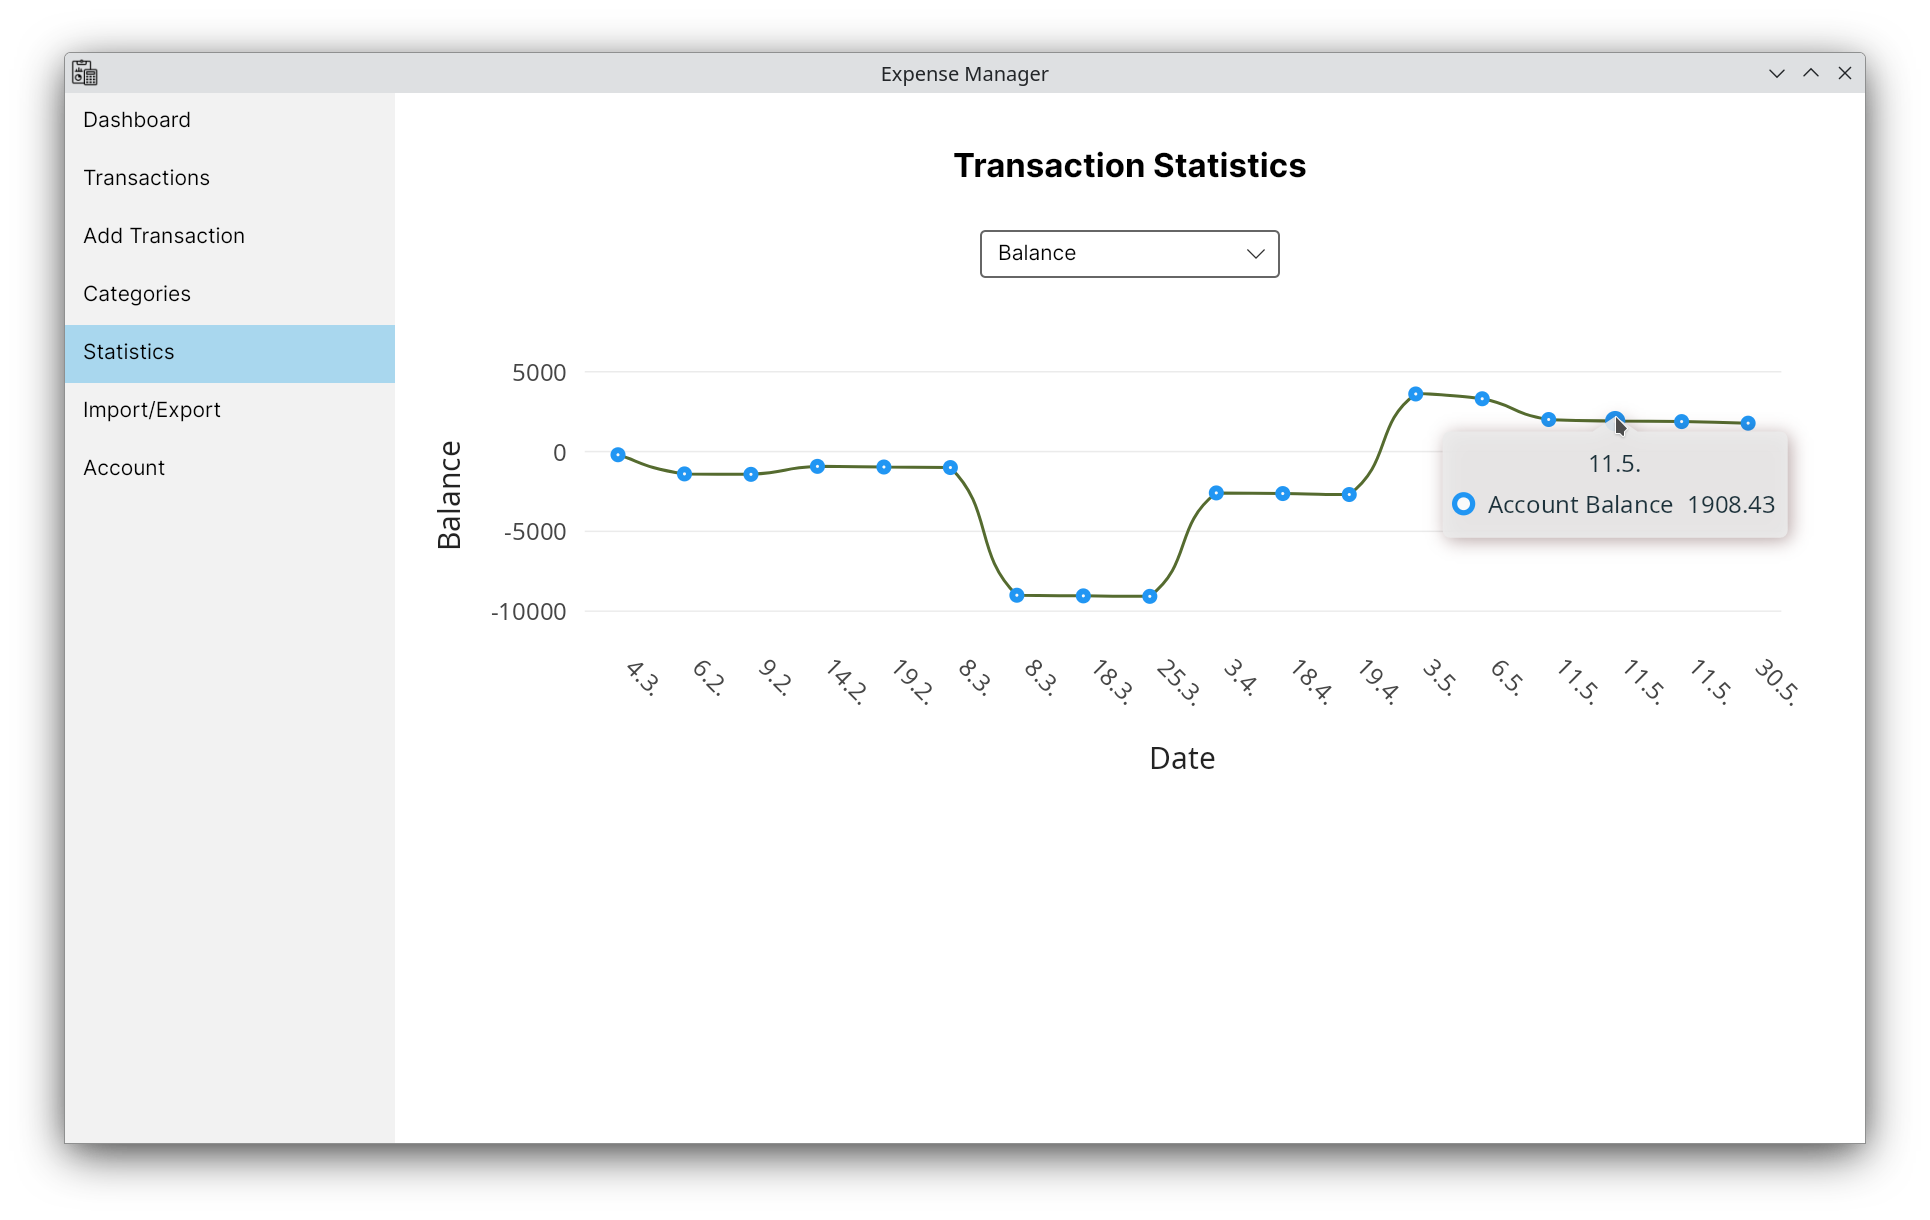 Expense Manager
Dashboard
Transactions
Add Transaction
Categories
Statistics
Import/Export
Account
Transaction Statistics
Balance
5000
0
-5000
-10000
Balance
11.5.
Account Balance 1908.43
4.3. 6.2. 9.2. 14.2. 19.2. 8.3. 8.3. 18.3. 25.3. 3.4. 18.4. 19.4. 3.5. 6.5. 11.5. 11.5. 11.5. 30.5.
Date